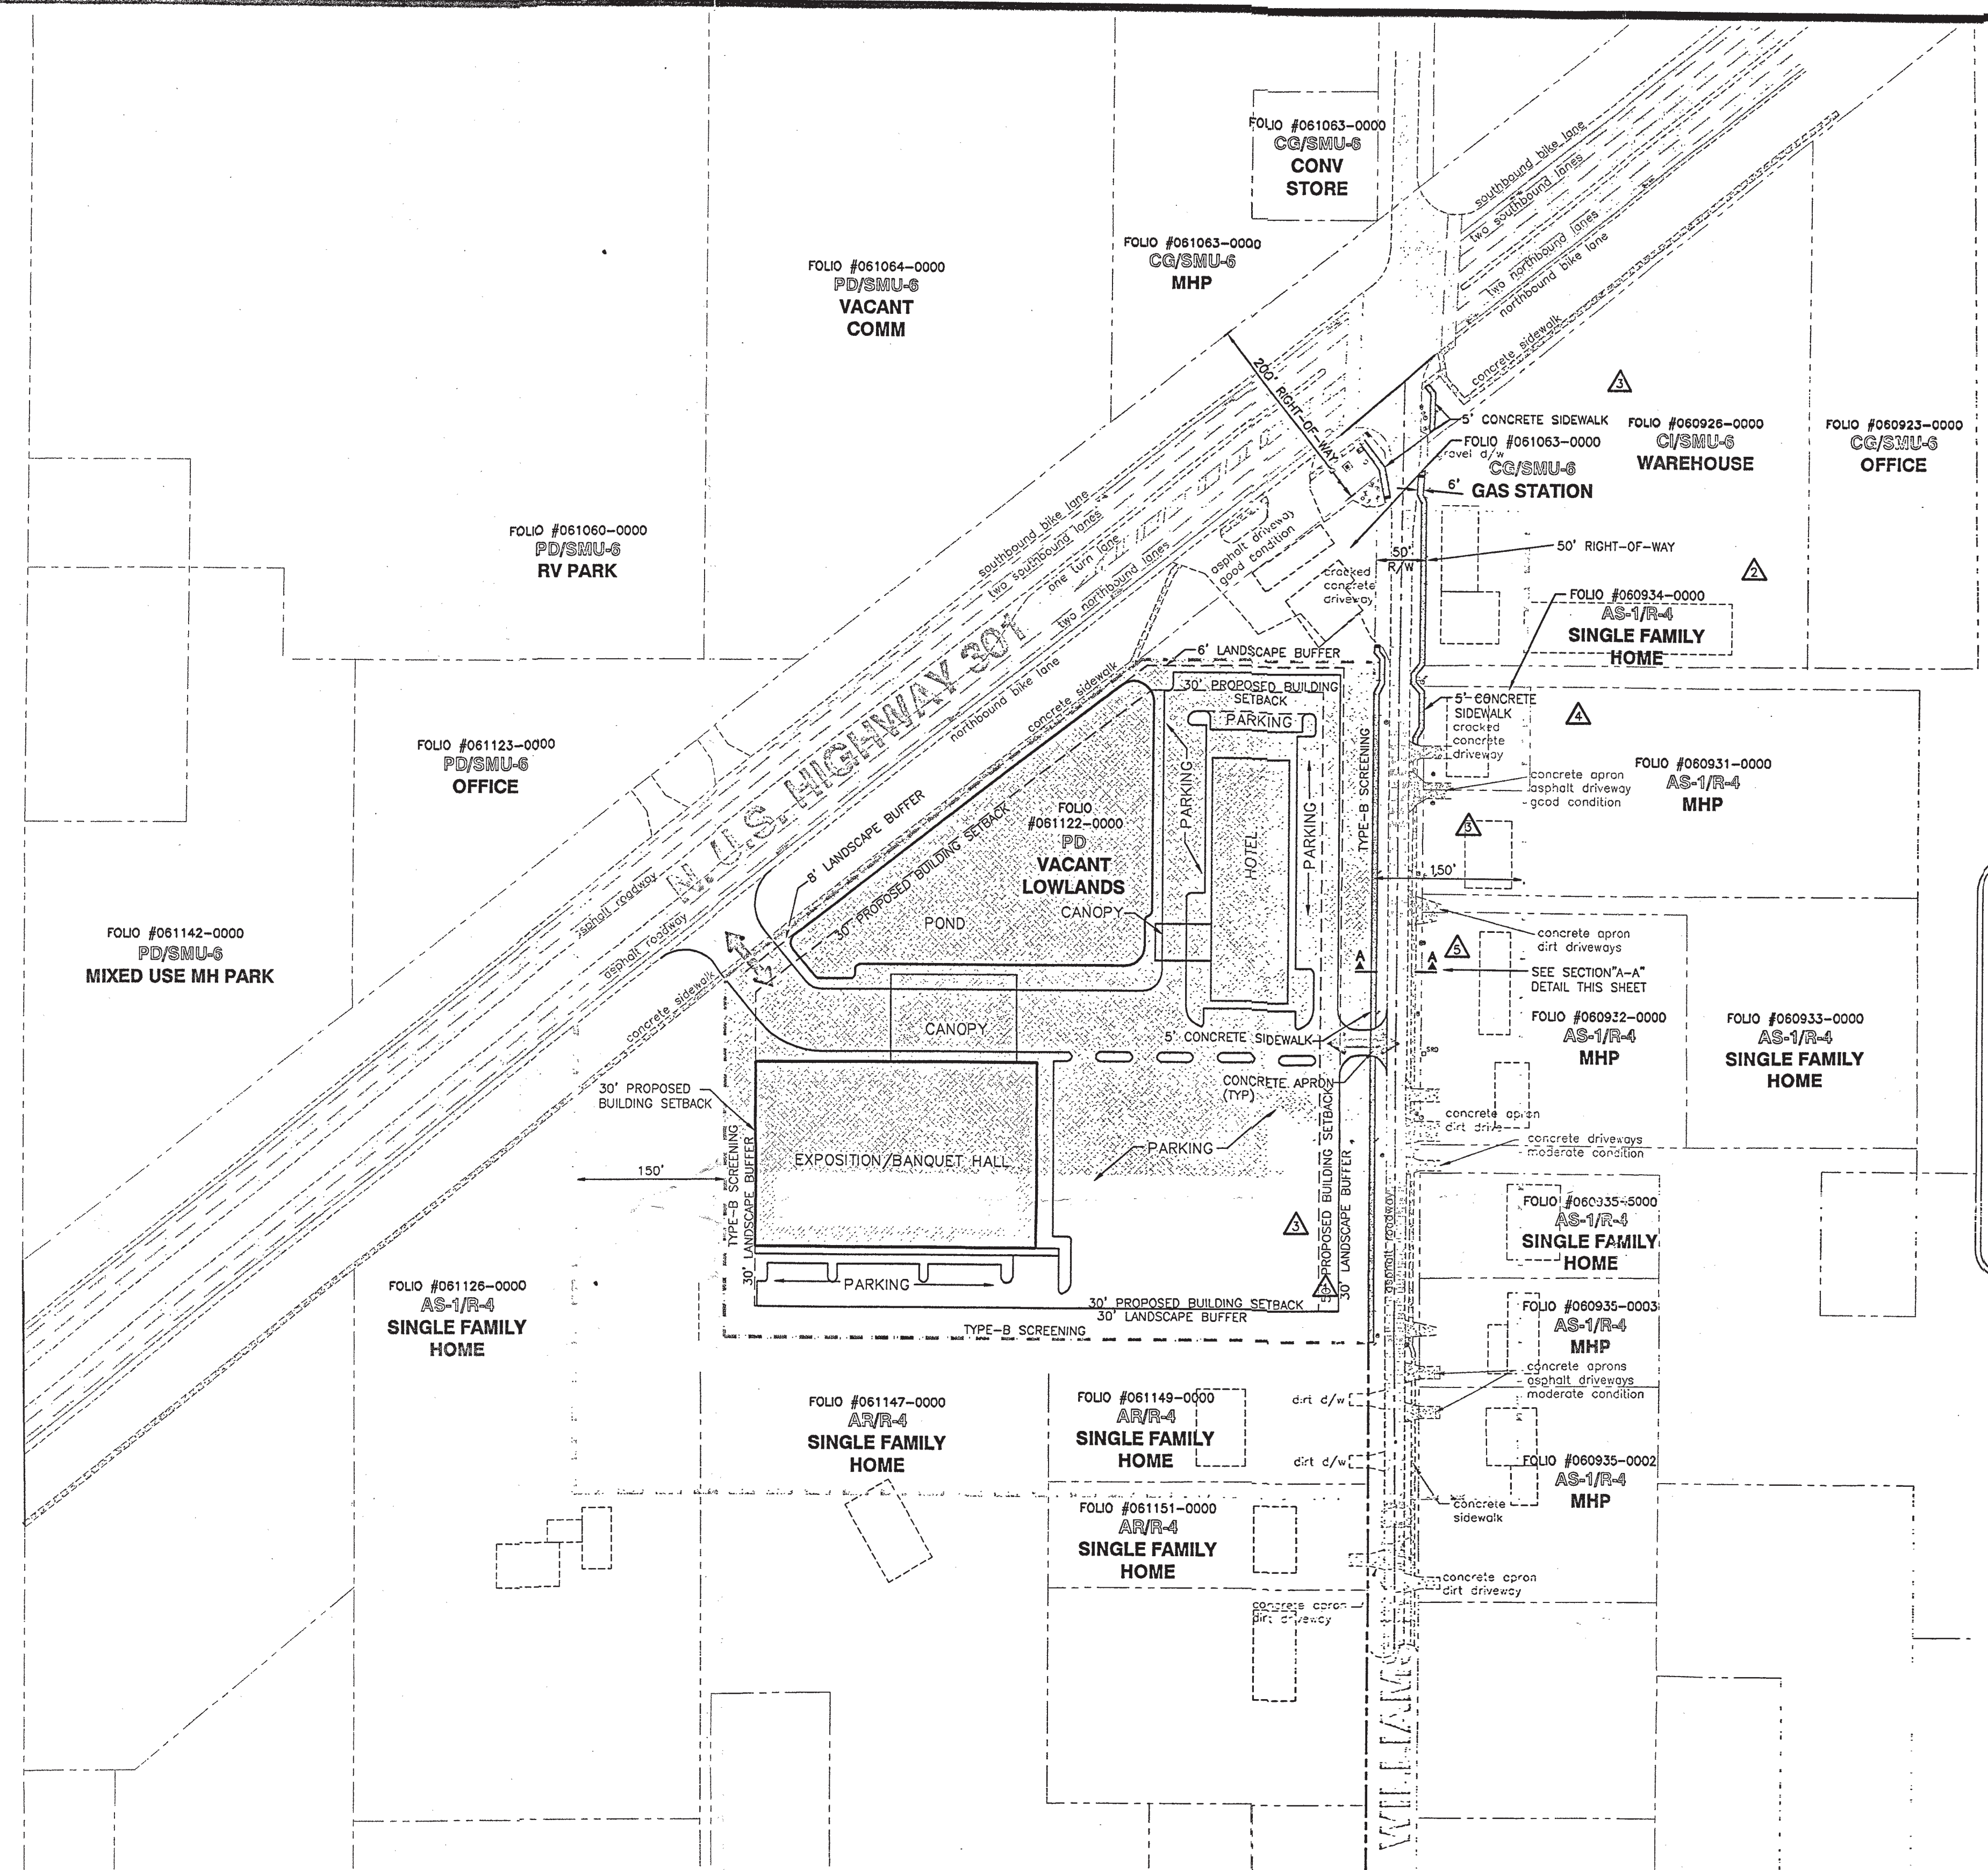 FOLIO #061063-0000
CG/SMU-6
CONV
STORE
southbound bike lane
two southbound lanes
two northbound lanes
northbound bike lane
concrete sidewalk
FOLIO #061063-0000
CG/SMU-6
MHP
FOLIO #061064-0000
PD/SMU-6
VACANT
COMM
200' RIGHT-OF-WAY
3
5' CONCRETE SIDEWALK
FOLIO #061063-0000
CG/SMU-6
GAS STATION
6'
FOLIO #060926-0000
CI/SMU-6
WAREHOUSE
FOLIO #060923-0000
CG/SMU-6
OFFICE
FOLIO #061060-0000
PD/SMU-6
RV PARK
southbound bike lane
two southbound lanes
one turn lane
two northbound lanes
northbound bike lane
concrete sidewalk
asphalt driveway
good condition
cracked
concrete
driveway
50'
R/W
50' RIGHT-OF-WAY
2
FOLIO #060934-0000
AS-1/R-4
SINGLE FAMILY
HOME
6' LANDSCAPE BUFFER
30' PROPOSED BUILDING
SETBACK
PARKING
5' CONCRETE
SIDEWALK
cracked
concrete
driveway
4
FOLIO #061123-0000
PD/SMU-6
OFFICE
N. U.S. HIGHWAY 301
8' LANDSCAPE BUFFER
30' PROPOSED BUILDING SETBACK
FOLIO
#061122-0000
PD
VACANT
LOWLANDS
POND
CANOPY
PARKING
HOTEL
PARKING
TYPE-B SCREENING
concrete apron
asphalt driveway
good condition
FOLIO #060931-0000
AS-1/R-4
MHP
3
150'
asphalt roadway
asphalt roadway
concrete sidewalk
FOLIO #061142-0000
PD/SMU-6
MIXED USE MH PARK
concrete apron
dirt driveways
5
A
A
SEE SECTION"A-A"
DETAIL THIS SHEET
FOLIO #060932-0000
AS-1/R-4
MHP
FOLIO #060933-0000
AS-1/R-4
SINGLE FAMILY
HOME
CANOPY
5' CONCRETE SIDEWALK
CONCRETE APRON
(TYP)
30' PROPOSED
BUILDING SETBACK
150'
TYPE-B SCREENING
30' LANDSCAPE BUFFER
EXPOSITION/BANQUET HALL
PARKING
50' PROPOSED BUILDING SETBACK
30' LANDSCAPE BUFFER
concrete apron
dirt drive
concrete driveways
moderate condition
asphalt roadway
3
FOLIO #060935-5000
AS-1/R-4
SINGLE FAMILY
HOME
PARKING
30' PROPOSED BUILDING SETBACK
30' LANDSCAPE BUFFER
TYPE-B SCREENING
FOLIO #061126-0000
AS-1/R-4
SINGLE FAMILY
HOME
FOLIO #060935-0003
AS-1/R-4
MHP
concrete aprons
asphalt driveways
moderate condition
FOLIO #061147-0000
AR/R-4
SINGLE FAMILY
HOME
FOLIO #061149-0000
AR/R-4
SINGLE FAMILY
HOME
dirt d/w
dirt d/w
FOLIO #060935-0002
AS-1/R-4
MHP
concrete
sidewalk
FOLIO #061151-0000
AR/R-4
SINGLE FAMILY
HOME
concrete apron
dirt driveway
concrete apron
dirt driveway
WILLIAMS